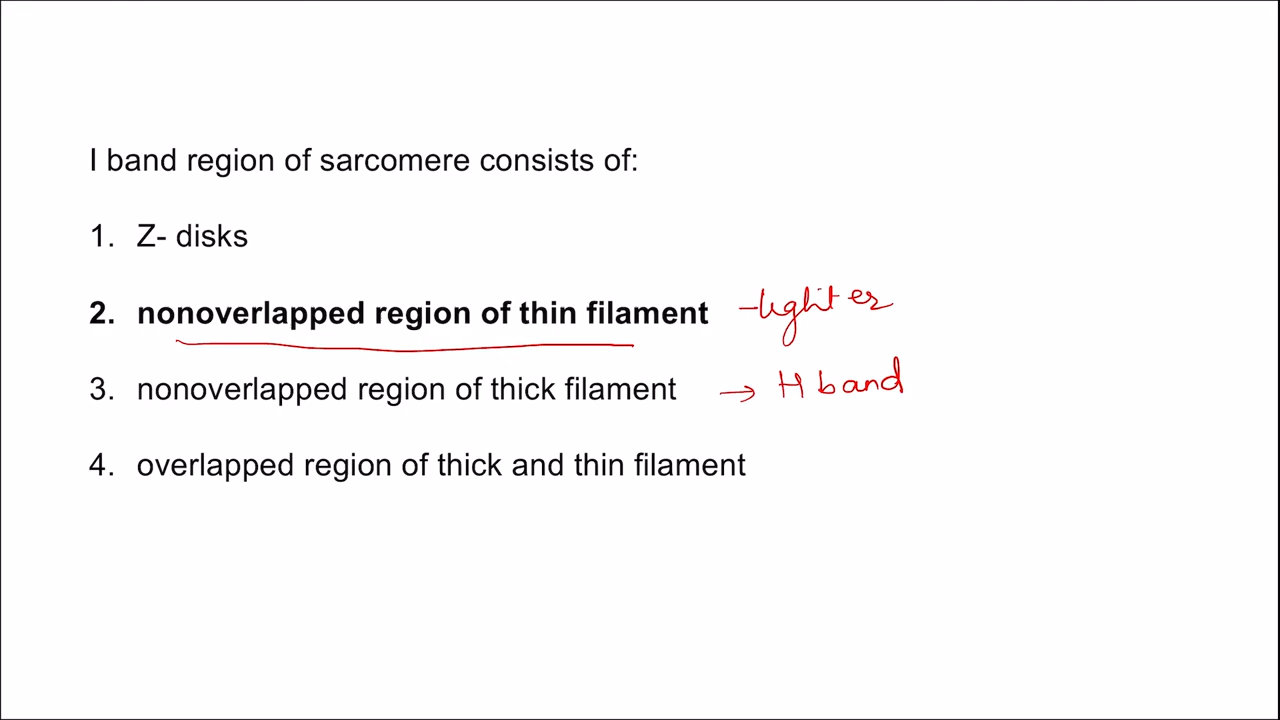 I band region of sarcomere consists of:
1. Z- disks
2. nonoverlapped region of thin filament -lighter
3. nonoverlapped region of thick filament → H band
4. overlapped region of thick and thin filament